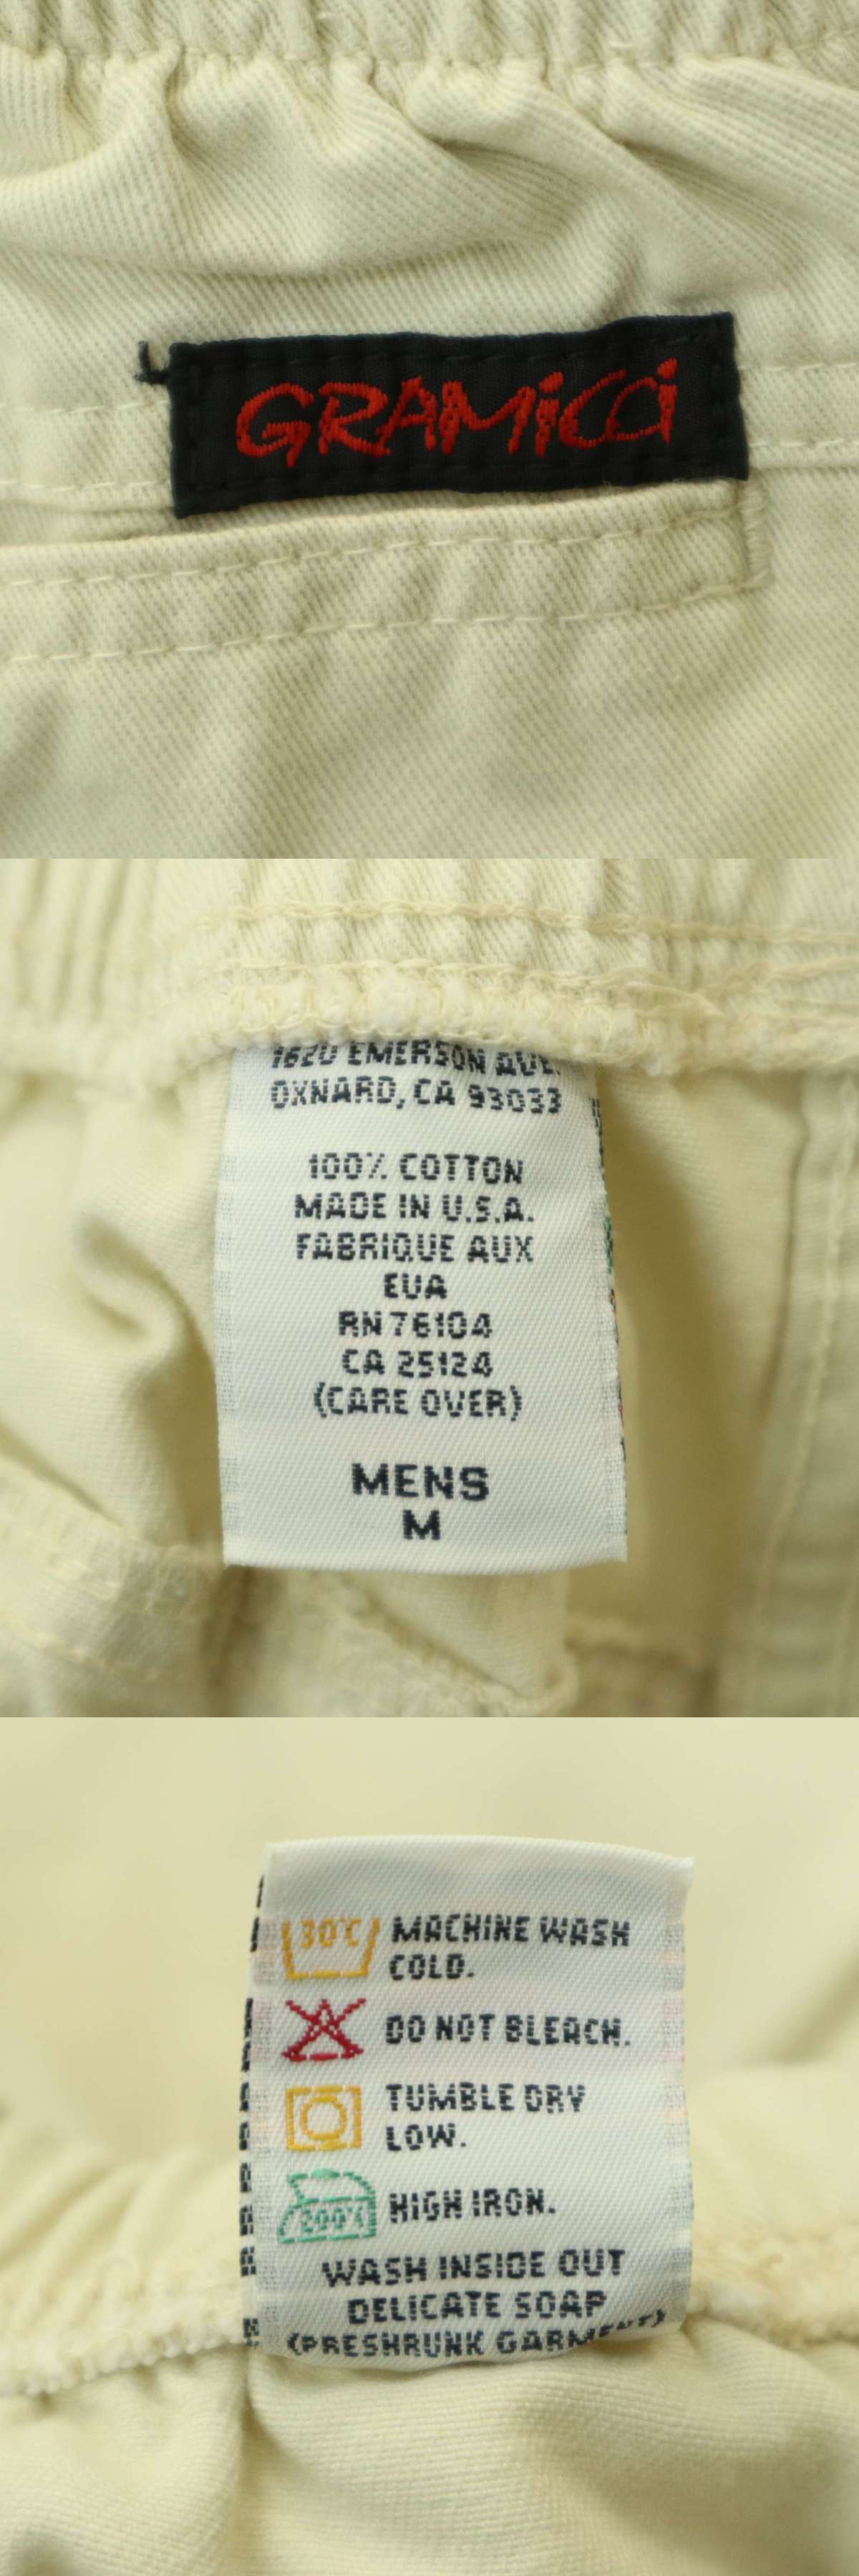 GRAMiCCi
1620 EMERSON AVE.
OXNARD, CA 93033
100% COTTON
MADE IN U.S.A.
FABRIQUE AUX
EUA
RN 76104
CA 25124
(CARE OVER)
MENS
M
30°C MACHINE WASH
COLD.
DO NOT BLEACH.
TUMBLE DRY
LOW.
200°C HIGH IRON.
WASH INSIDE OUT
DELICATE SOAP
(PRESHRUNK GARMENT)